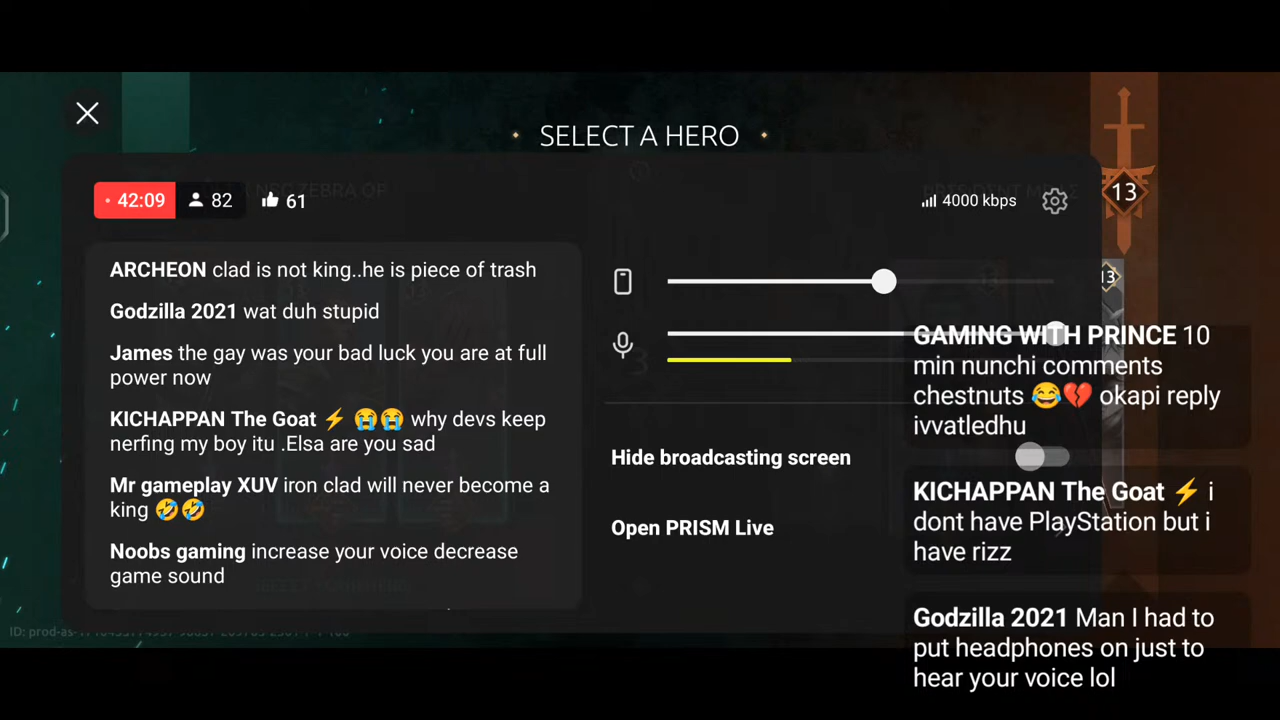 SELECT A HERO
42:09 82 61
4000 kbps
13
13
ARCHEON clad is not king..he is piece of trash
Godzilla 2021 wat duh stupid
James the gay was your bad luck you are at full
power now
KICHAPPAN The Goat ⚡ 😭😭 why devs keep
nerfing my boy itu .Elsa are you sad
Mr gameplay XUV iron clad will never become a
king 🤣🤣
Noobs gaming increase your voice decrease
game sound
Hide broadcasting screen
Open PRISM Live
GAMING WITH PRINCE 10
min nunchi comments
chestnuts 😂💔 okapi reply
ivvatledhu
KICHAPPAN The Goat ⚡ i
dont have PlayStation but i
have rizz
Godzilla 2021 Man I had to
put headphones on just to
hear your voice lol